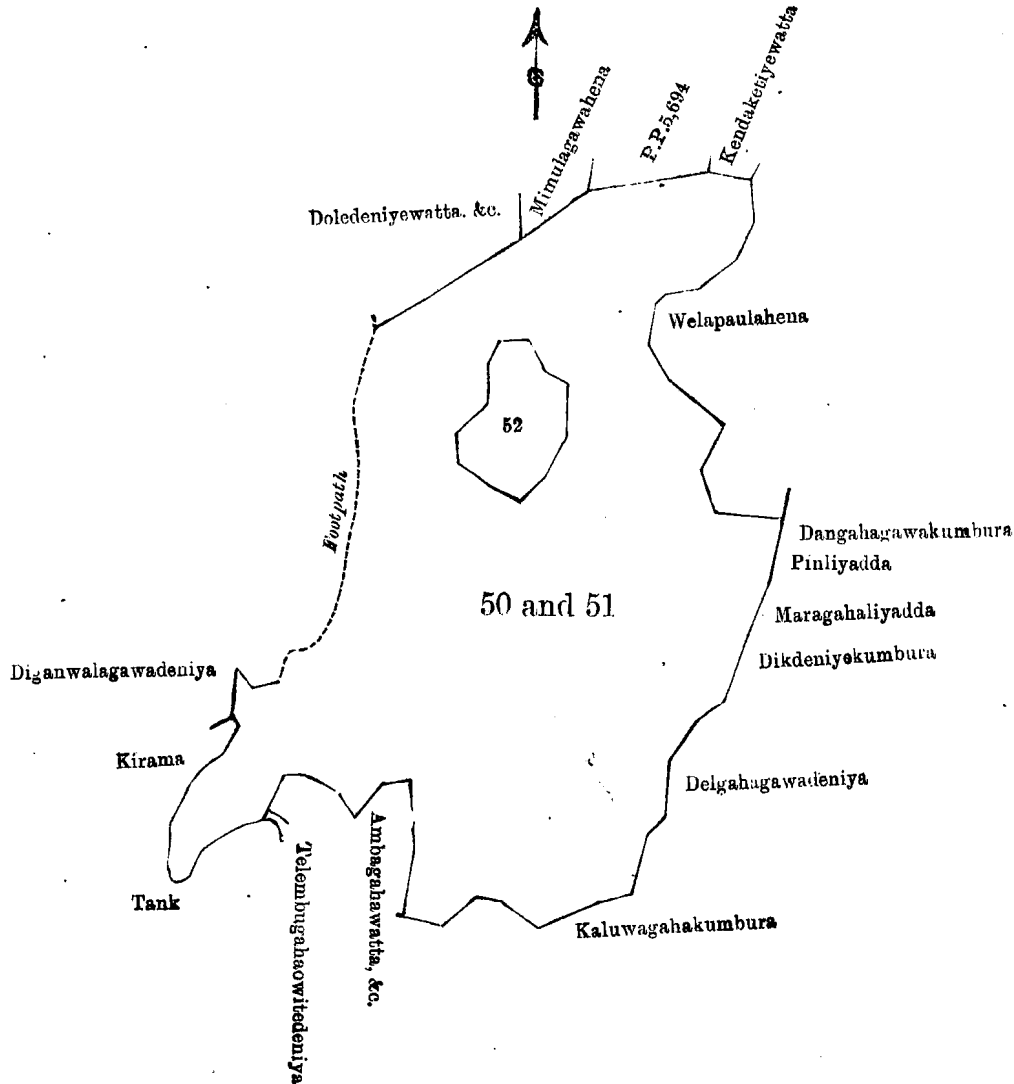 Kendaketiyewatta
P.P.5,694
Mimulagawahena
Doledeniyewatta. &c.
Welapaulahena
52
Footpath
Dangahagawakumbura
Pinliyadda
50 and 51
Maragahaliyadda
Dikdeniyekumbura
Diganwalagawadeniya
Kirama
Delgahagawadeniya
Ambagahawatta, &c.
Telembugahaowitedeniya
Tank
Kaluwagahakumbura